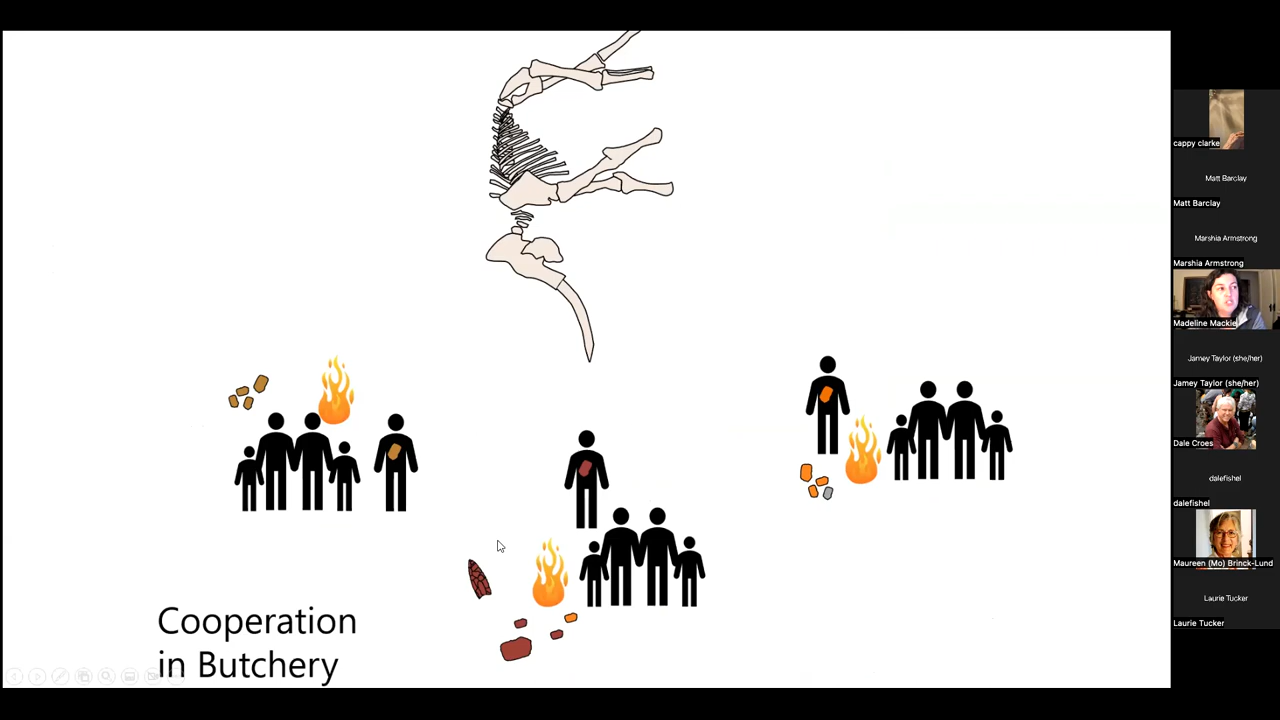 Cooperation
in Butchery
cappy clarke
Matt Barclay
Matt Barclay
Marshia Armstrong
Marshia Armstrong
Madeline Mackie
Jamey Taylor (she/her)
Jamey Taylor (she/her)
Dale Croes
dalefishel
dalefishel
Maureen (Mo) Brinck-Lund
Laurie Tucker
Laurie Tucker